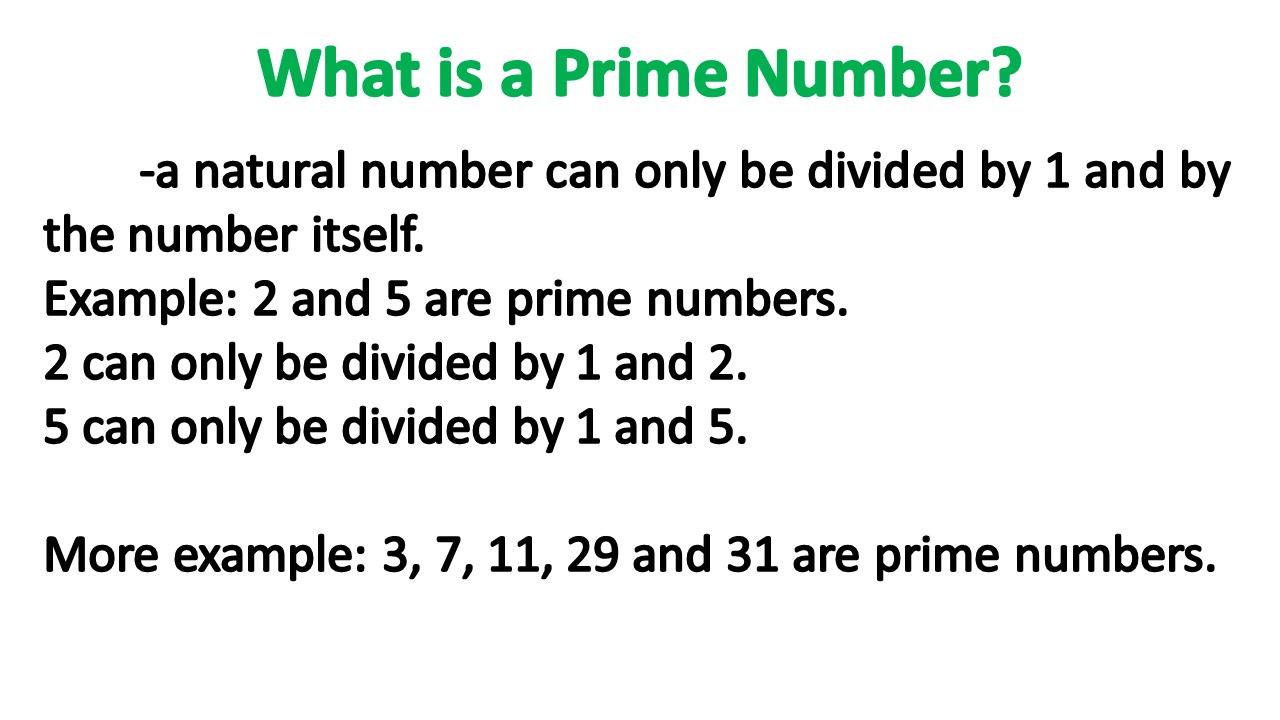 What is a Prime Number?
-a natural number can only be divided by 1 and by
the number itself.
Example: 2 and 5 are prime numbers.
2 can only be divided by 1 and 2.
5 can only be divided by 1 and 5.
More example: 3, 7, 11, 29 and 31 are prime numbers.